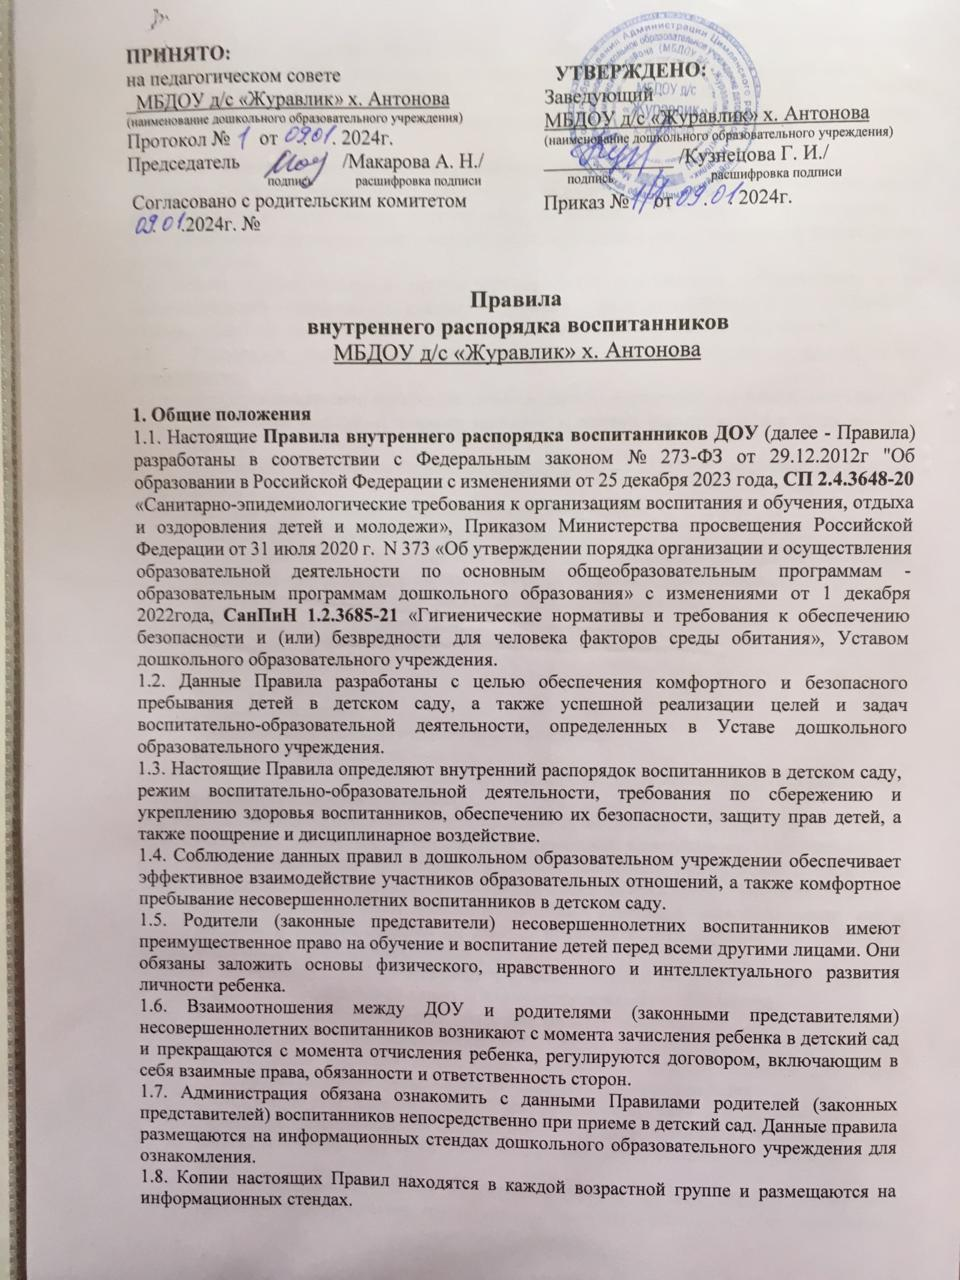 ПРИНЯТО:
на педагогическом совете
МБДОУ д/с «Журавлик» х. Антонова
(наименование дошкольного образовательного учреждения)
Протокол № 1 от 09.01. 2024г.
Председатель /Макарова А. Н./
подпись расшифровка подписи
Согласовано с родительским комитетом
09.01.2024г. №
УТВЕРЖДЕНО:
Заведующий
МБДОУ д/с «Журавлик» х. Антонова
(наименование дошкольного образовательного учреждения)
/Кузнецова Г. И./
подпись расшифровка подписи
Приказ № от 09.01.2024г.
Правила
внутреннего распорядка воспитанников
МБДОУ д/с «Журавлик» х. Антонова
1. Общие положения
1.1. Настоящие Правила внутреннего распорядка воспитанников ДОУ (далее - Правила)
разработаны в соответствии с Федеральным законом № 273-ФЗ от 29.12.2012г "Об
образовании в Российской Федерации с изменениями от 25 декабря 2023 года, СП 2.4.3648-20
«Санитарно-эпидемиологические требования к организациям воспитания и обучения, отдыха
и оздоровления детей и молодежи», Приказом Министерства просвещения Российской
Федерации от 31 июля 2020 г. N 373 «Об утверждении порядка организации и осуществления
образовательной деятельности по основным общеобразовательным программам -
образовательным программам дошкольного образования» с изменениями от 1 декабря
2022года, СанПиН 1.2.3685-21 «Гигиенические нормативы и требования к обеспечению
безопасности и (или) безвредности для человека факторов среды обитания», Уставом
дошкольного образовательного учреждения.
1.2. Данные Правила разработаны с целью обеспечения комфортного и безопасного
пребывания детей в детском саду, а также успешной реализации целей и задач
воспитательно-образовательной деятельности, определенных в Уставе дошкольного
образовательного учреждения.
1.3. Настоящие Правила определяют внутренний распорядок воспитанников в детском саду,
режим воспитательно-образовательной деятельности, требования по сбережению и
укреплению здоровья воспитанников, обеспечению их безопасности, защиту прав детей, а
также поощрение и дисциплинарное воздействие.
1.4. Соблюдение данных правил в дошкольном образовательном учреждении обеспечивает
эффективное взаимодействие участников образовательных отношений, а также комфортное
пребывание несовершеннолетних воспитанников в детском саду.
1.5. Родители (законные представители) несовершеннолетних воспитанников имеют
преимущественное право на обучение и воспитание детей перед всеми другими лицами. Они
обязаны заложить основы физического, нравственного и интеллектуального развития
личности ребенка.
1.6. Взаимоотношения между ДОУ и родителями (законными представителями)
несовершеннолетних воспитанников возникают с момента зачисления ребенка в детский сад
и прекращаются с момента отчисления ребенка, регулируются договором, включающим в
себя взаимные права, обязанности и ответственность сторон.
1.7. Администрация обязана ознакомить с данными Правилами родителей (законных
представителей) воспитанников непосредственно при приеме в детский сад. Данные правила
размещаются на информационных стендах дошкольного образовательного учреждения для
ознакомления.
1.8. Копии настоящих Правил находятся в каждой возрастной группе и размещаются на
информационных стендах.